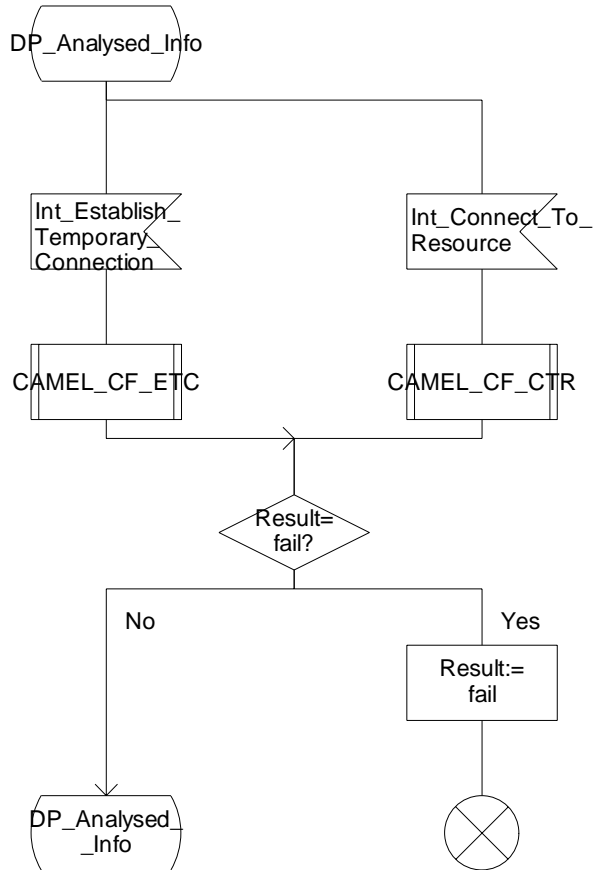 DP_Analysed_Info
Int_Establish_
Temporary_
Connection
Int_Connect_To_
Resource
CAMEL_CF_ETC
CAMEL_CF_CTR
Result=
fail?
No
Yes
Result:=
fail
DP_Analysed_
_Info